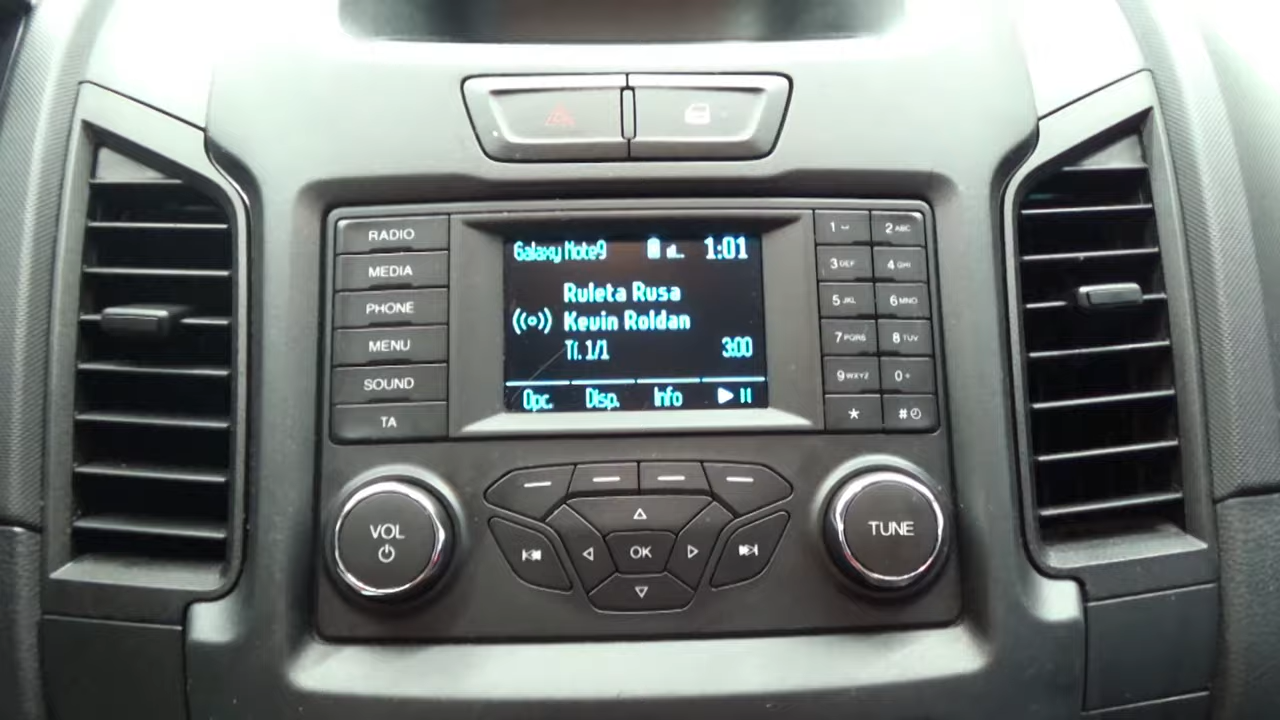 RADIO
MEDIA
PHONE
MENU
SOUND
TA
Galaxy Note9 1:01
Ruleta Rusa
Kevin Roldan
Tí. 1/1 3:00
Opc. Disp. Info
1 2 ABC
3 DEF 4 GHI
5 JKL 6 MNO
7 PQRS 8 TUV
9 WXYZ 0 +
* #
VOL
OK
TUNE